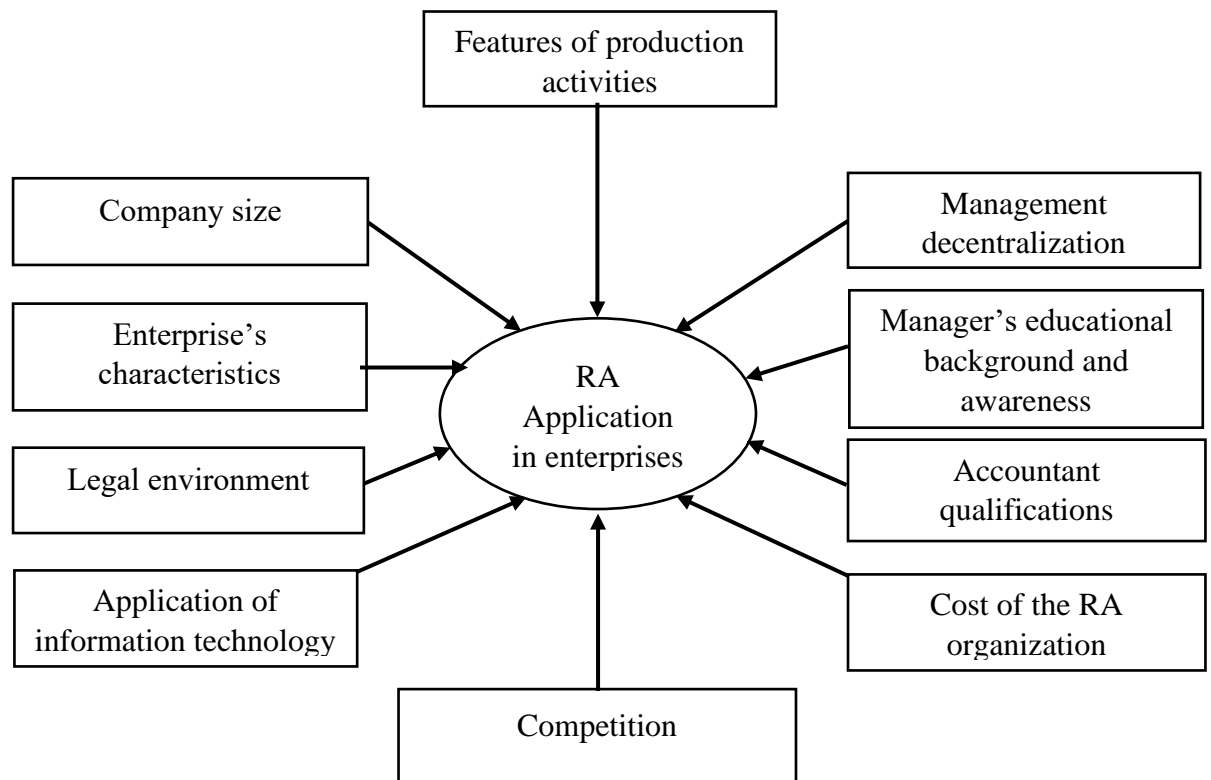 Features of production
activities
Company size
Management
decentralization
Enterprise's
characteristics
Manager's educational
background and
awareness
RA
Application
in enterprises
Legal environment
Accountant
qualifications
Application of
information technology
Cost of the RA
organization
Competition